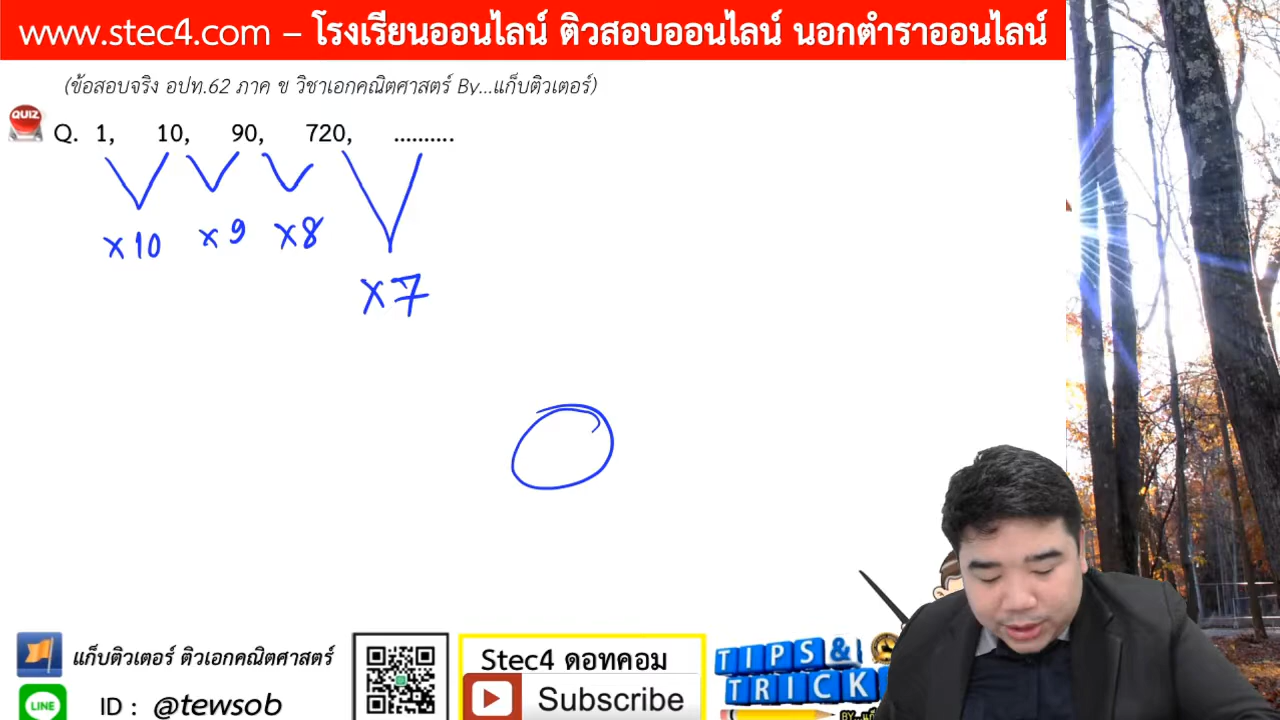 www.stec4.com – โรงเรียนออนไลน์ ติวสอบออนไลน์ นอกตำราออนไลน์
(ข้อสอบจริง อปท.62 ภาค ข วิชาเอกคณิตศาสตร์ By...แก็บติวเตอร์)
QUIZ
Q. 1, 10, 90, 720, ..........
×10 ×9 ×8
×7
แก็บติวเตอร์ ติวเอกคณิตศาสตร์
LINE ID : @tewsob
Stec4 ดอทคอม
Subscribe
TIPS &
TRICK